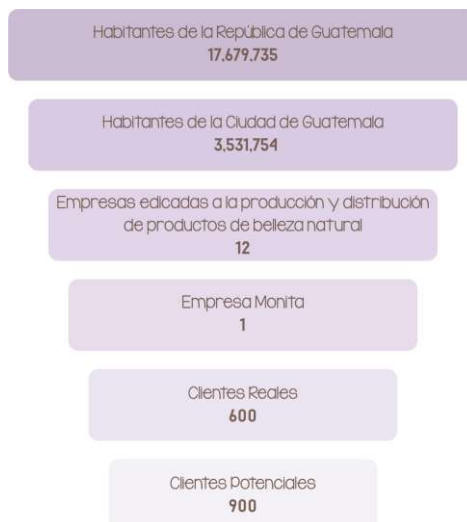 Habitantes de la República de Guatemala
17,679,735
Habitantes de la Ciudad de Guatemala
3,531,754
Empresas edicadas a la producción y distribución
de productos de belleza natural
12
Empresa Monita
1
Clientes Reales
600
Clientes Potenciales
900